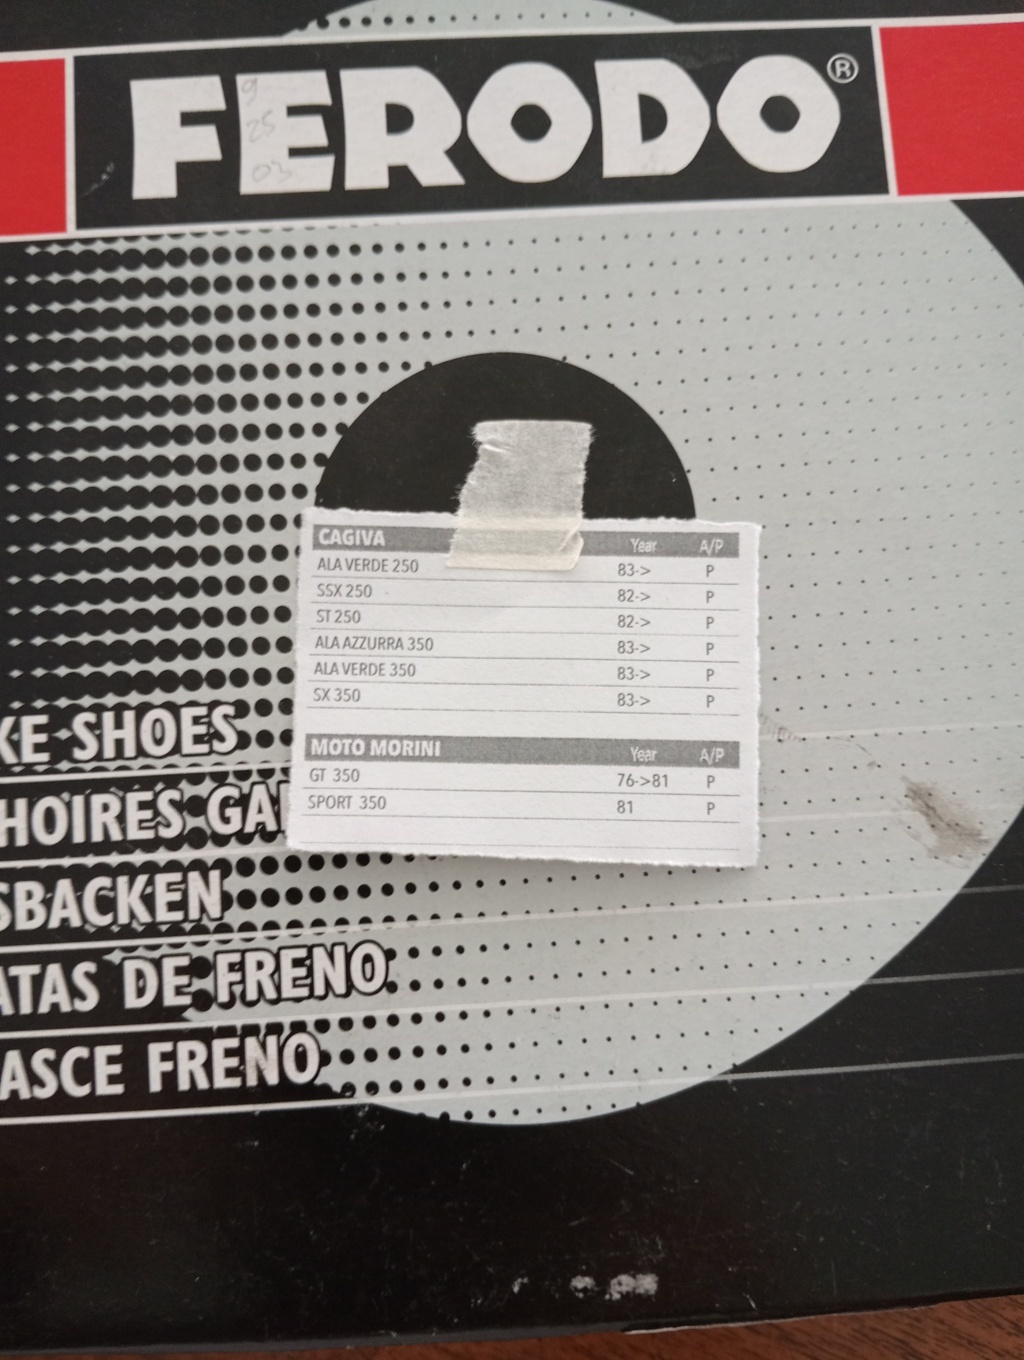 FERODO®
9
25
03
CAGIVA Year A/P
ALA VERDE 250 83-> P
SSX 250 82-> P
ST 250 82-> P
ALA AZZURRA 350 83-> P
ALA VERDE 350 83-> P
SX 350 83-> P
MOTO MORINI Year A/P
GT 350 76->81 P
SPORT 350 81 P
KE SHOES
HOIRES GA
SBACKEN
ATAS DE FRENO
ASCE FRENO